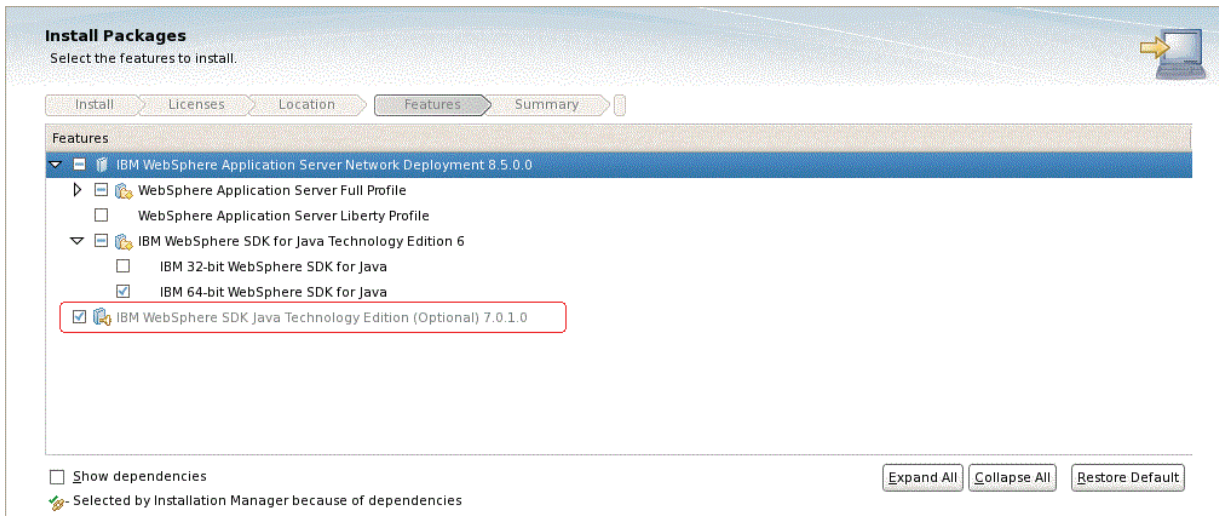 Install Packages
Select the features to install.
Install Licenses Location Features Summary
Features
IBM WebSphere Application Server Network Deployment 8.5.0.0
WebSphere Application Server Full Profile
WebSphere Application Server Liberty Profile
IBM WebSphere SDK for Java Technology Edition 6
IBM 32-bit WebSphere SDK for Java
IBM 64-bit WebSphere SDK for Java
IBM WebSphere SDK Java Technology Edition (Optional) 7.0.1.0
Show dependencies Expand All Collapse All Restore Default
- Selected by Installation Manager because of dependencies